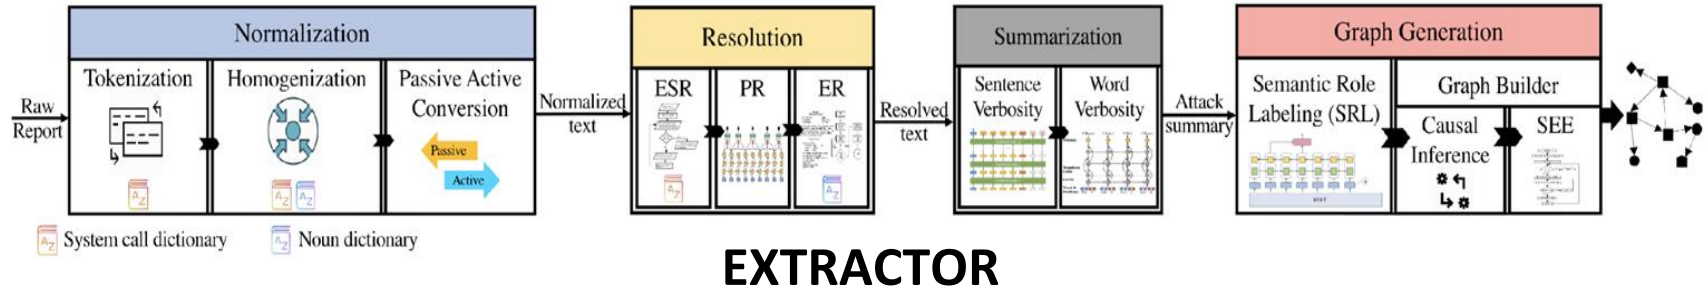 Normalization
Tokenization
Homogenization
Passive Active
Conversion
Passive
Active
Raw
Report
Normalized
text
Resolution
ESR
PR
ER
Resolved
text
Summarization
Sentence
Verbosity
Word
Verbosity
Attack
summary
Graph Generation
Semantic Role
Labeling (SRL)
Graph Builder
Causal
Inference
SEE
A
Z
System call dictionary
A
Z
Noun dictionary
EXTRACTOR